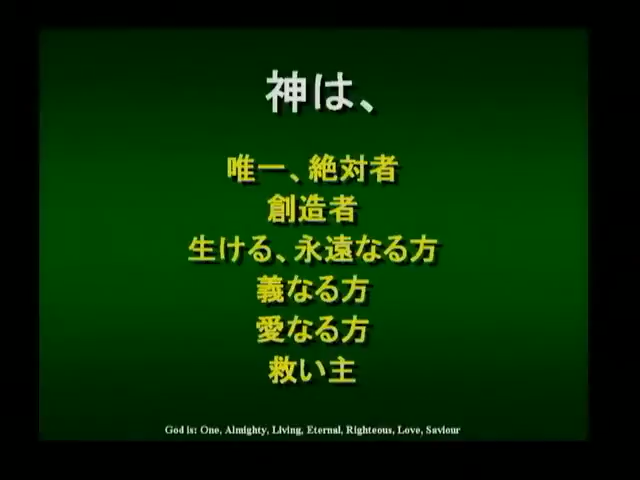 神は、
唯一、絶対者
創造者
生ける、永遠なる方
義なる方
愛なる方
救い主
God is: One, Almighty, Living, Eternal, Righteous, Love, Saviour